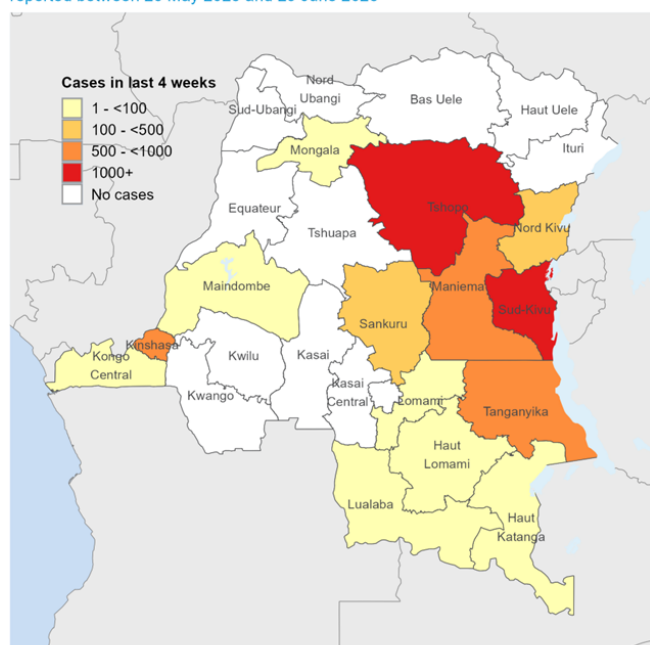 Cases in last 4 weeks
1 - <100
100 - <500
500 - <1000
1000+
No cases
Nord
Ubangi
Sud-Ubangi
Bas Uele
Haut Uele
Ituri
Mongala
Equateur
Tshuapa
Tshopo
Nord Kivu
Maindombe
Maniema
Sud-Kivu
Sankuru
Kinshasa
Kongo
Central
Kwilu
Kasai
Kwango
Kasai
Central
Lomami
Tanganyika
Haut
Lomami
Lualaba
Haut
Katanga